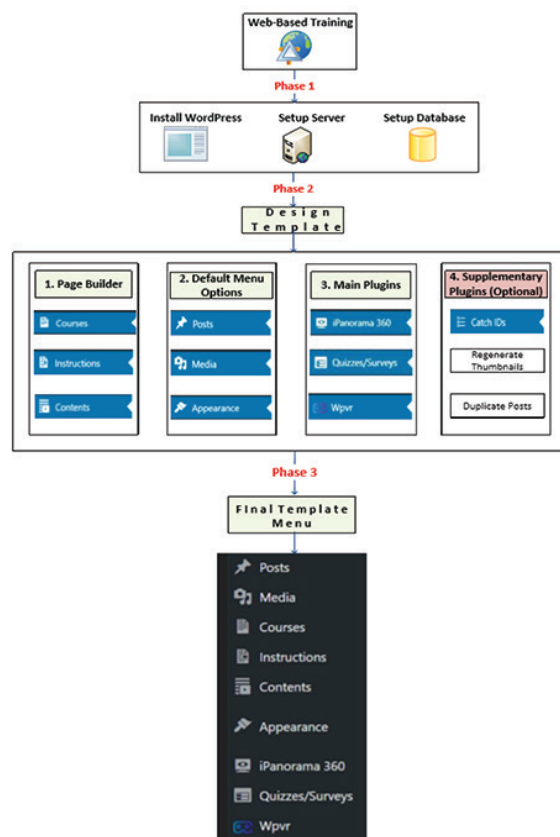 Web-Based Training
Phase 1
Install WordPress
Setup Server
Setup Database
Phase 2
Design
Template
1. Page Builder
Courses
Instructions
Contents
2. Default Menu
Options
Posts
Media
Appearance
3. Main Plugins
iPanorama 360
Quizzes/Surveys
Wpvr
4. Supplementary
Plugins (Optional)
Catch IDs
Regenerate
Thumbnails
Duplicate Posts
Phase 3
FInal Template
Menu
Posts
Media
Courses
Instructions
Contents
Appearance
iPanorama 360
Quizzes/Surveys
Wpvr